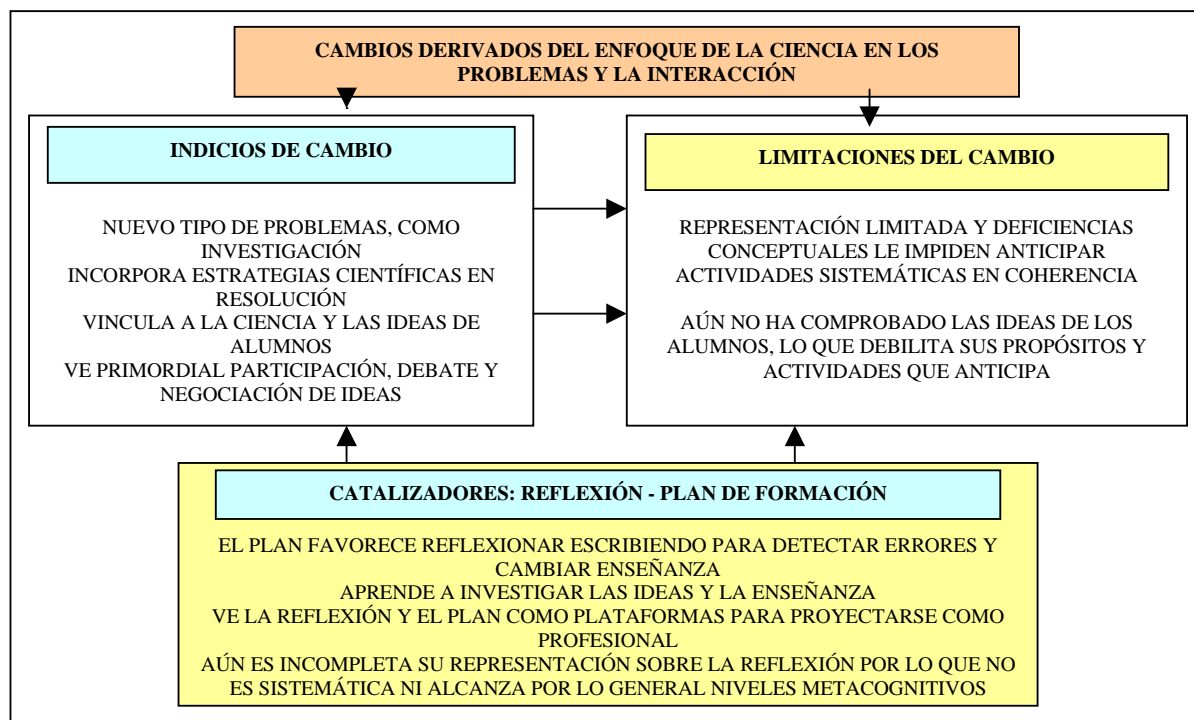 CAMBIOS DERIVADOS DEL ENFOQUE DE LA CIENCIA EN LOS
PROBLEMAS Y LA INTERACCIÓN
INDICIOS DE CAMBIO
NUEVO TIPO DE PROBLEMAS, COMO
INVESTIGACIÓN
INCORPORA ESTRATEGIAS CIENTÍFICAS EN
RESOLUCIÓN
VINCULA A LA CIENCIA Y LAS IDEAS DE
ALUMNOS
VE PRIMORDIAL PARTICIPACIÓN, DEBATE Y
NEGOCIACIÓN DE IDEAS
LIMITACIONES DEL CAMBIO
REPRESENTACIÓN LIMITADA Y DEFICIENCIAS
CONCEPTUALES LE IMPIDEN ANTICIPAR
ACTIVIDADES SISTEMÁTICAS EN COHERENCIA
AÚN NO HA COMPROBADO LAS IDEAS DE LOS
ALUMNOS, LO QUE DEBILITA SUS PROPÓSITOS Y
ACTIVIDADES QUE ANTICIPA
CATALIZADORES: REFLEXIÓN - PLAN DE FORMACIÓN
EL PLAN FAVORECE REFLEXIONAR ESCRIBIENDO PARA DETECTAR ERRORES Y
CAMBIAR ENSEÑANZA
APRENDE A INVESTIGAR LAS IDEAS Y LA ENSEÑANZA
VE LA REFLEXIÓN Y EL PLAN COMO PLATAFORMAS PARA PROYECTARSE COMO
PROFESIONAL
AÚN ES INCOMPLETA SU REPRESENTACIÓN SOBRE LA REFLEXIÓN POR LO QUE NO
ES SISTEMÁTICA NI ALCANZA POR LO GENERAL NIVELES METACOGNITIVOS